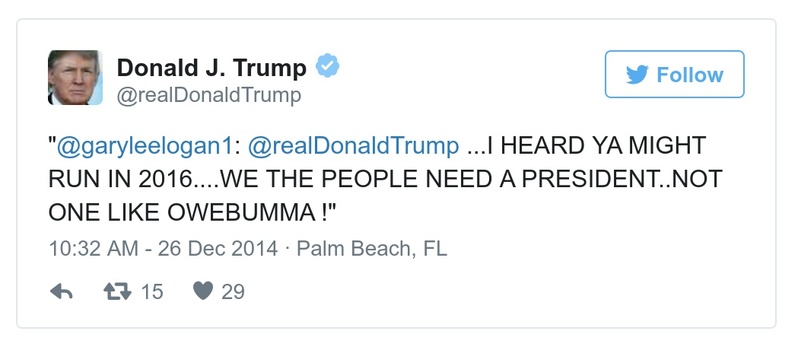 Donald J. Trump
@realDonaldTrump
Follow
"@garyleelogan1: @realDonaldTrump ...I HEARD YA MIGHT
RUN IN 2016....WE THE PEOPLE NEED A PRESIDENT..NOT
ONE LIKE OWEBUMMA !"
10:32 AM - 26 Dec 2014 · Palm Beach, FL
15 29